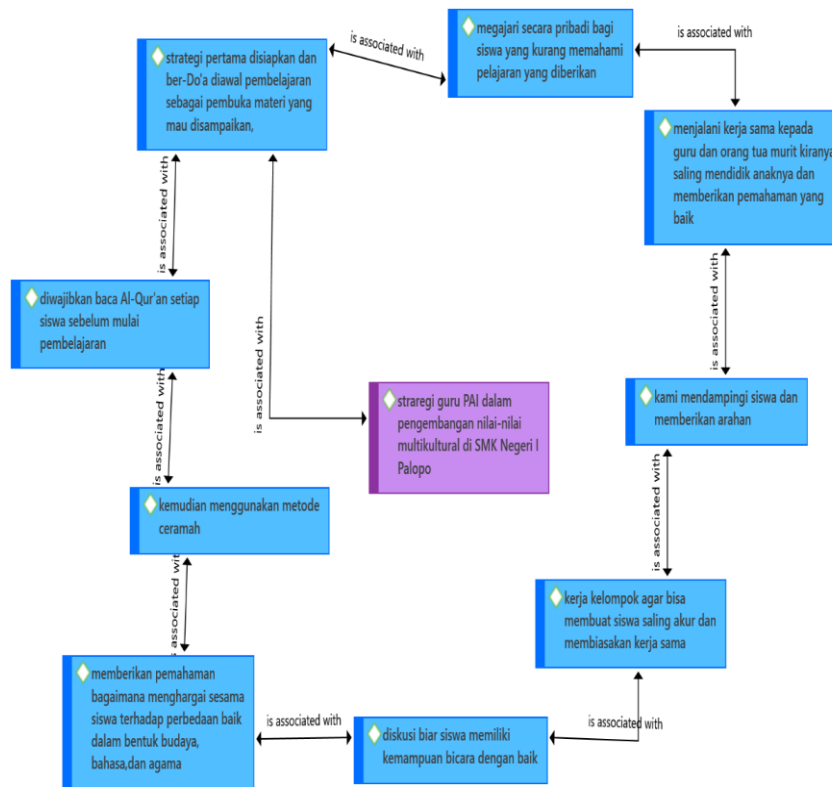 is associated with
megajari secara pribadi bagi
siswa yang kurang memahami
pelajaran yang diberikan
is associated with
strategi pertama disiapkan dan
ber-Do'a diawal pembelajaran
sebagai pembuka materi yang
mau disampaikan,
menjalani kerja sama kepada
guru dan orang tua murit kiranya
saling mendidik anaknya dan
memberikan pemahaman yang
baik
is associated with
is associated with
is associated with
diwajibkan baca Al-Qur'an setiap
siswa sebelum mulai
pembelajaran
straregi guru PAI dalam
pengembangan nilai-nilai
multikultural di SMK Negeri I
Palopo
kami mendampingi siswa dan
memberikan arahan
is associated with
is associated with
kemudian menggunakan metode
ceramah
is associated with
kerja kelompok agar bisa
membuat siswa saling akur dan
membiasakan kerja sama
memberikan pemahaman
bagaimana menghargai sesama
siswa terhadap perbedaan baik
dalam bentuk budaya,
bahasa,dan agama
is associated with
diskusi biar siswa memiliki
kemampuan bicara dengan baik
is associated with